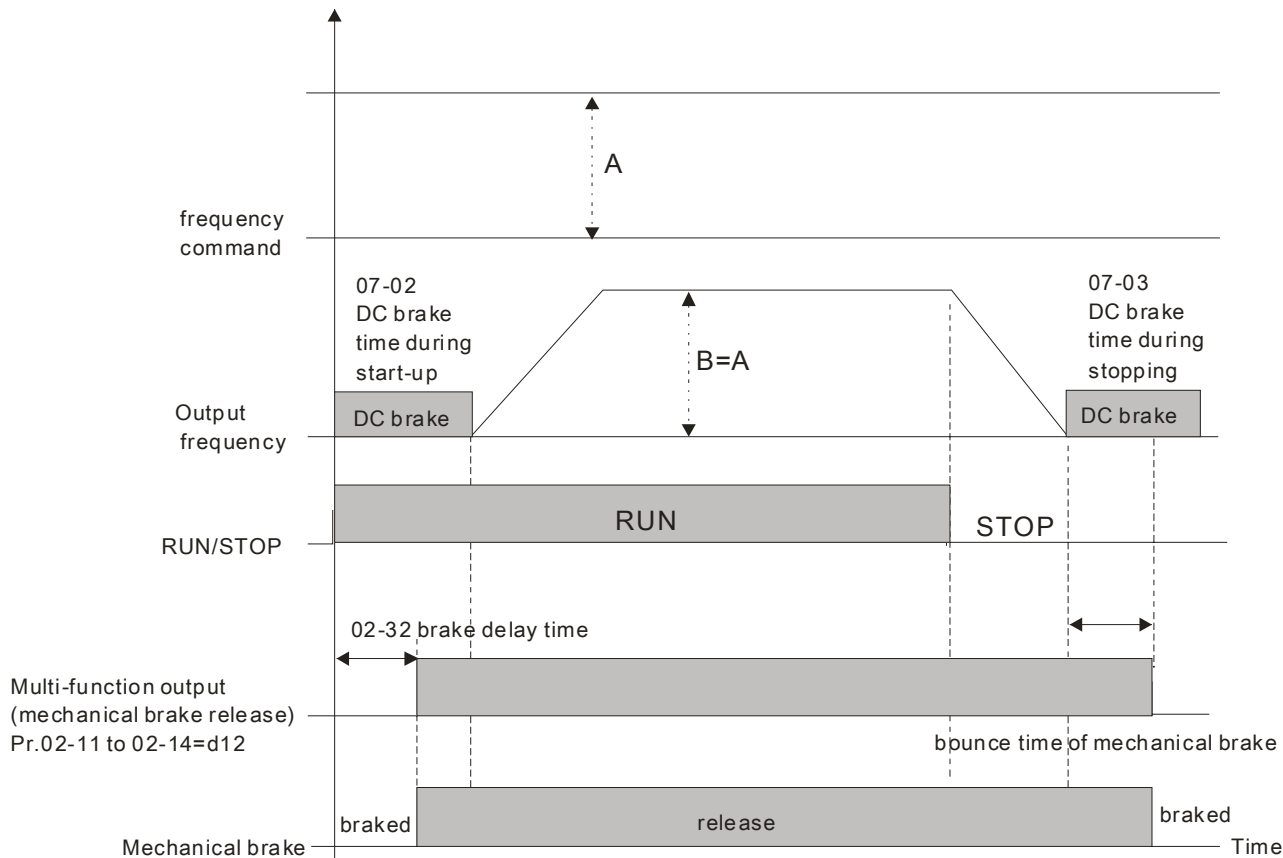 A
frequency
command
07-02
DC brake
time during
start-up
07-03
DC brake
time during
stopping
B=A
Output
frequency
DC brake
DC brake
RUN
STOP
RUN/STOP
02-32 brake delay time
Multi-function output
(mechanical brake release)
Pr.02-11 to 02-14=d12
bounce time of mechanical brake
braked
release
braked
Mechanical brake
Time